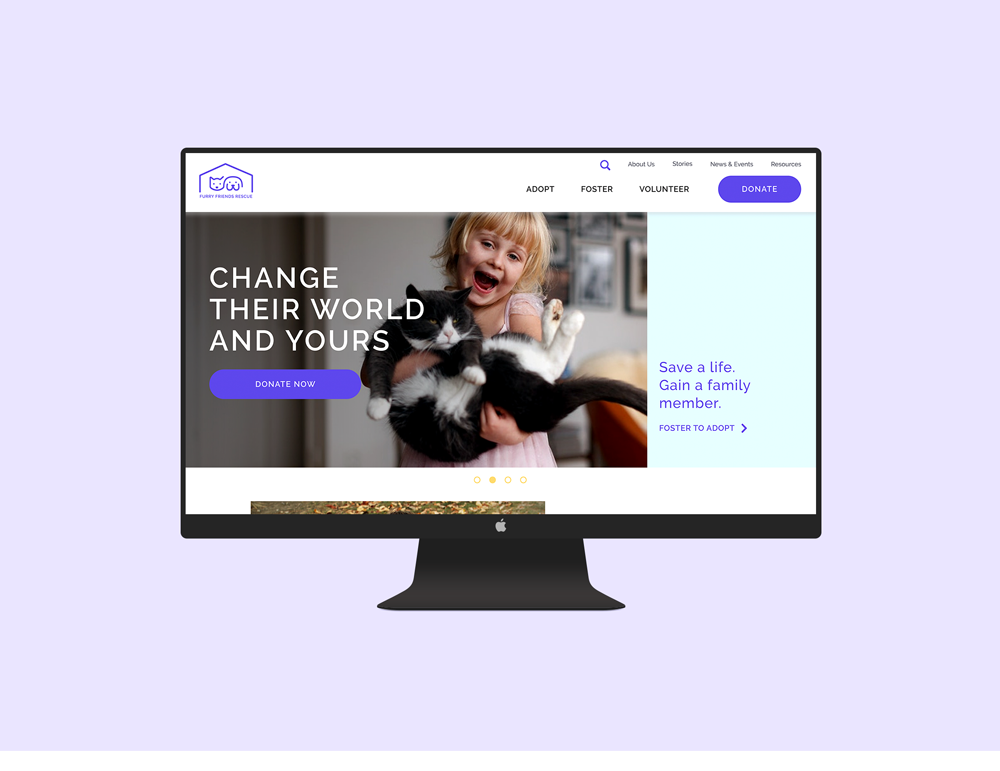 About Us
Stories
News & Events
Resources
FURRY FRIENDS RESCUE
ADOPT
FOSTER
VOLUNTEER
DONATE
CHANGE
THEIR WORLD
AND YOURS
DONATE NOW
Save a life.
Gain a family
member.
FOSTER TO ADOPT